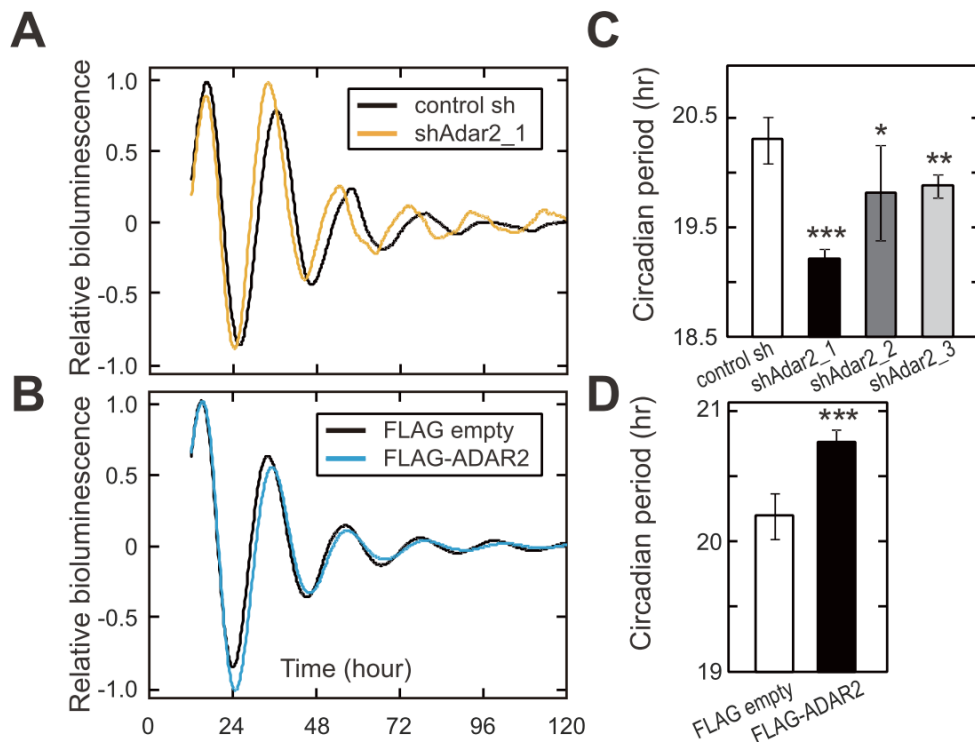 A
Relative bioluminescence
1.0
0.5
0
-0.5
-1.0
control sh
shAdar2_1
B
Relative bioluminescence
1.0
0.5
0
-0.5
-1.0
FLAG empty
FLAG-ADAR2
Time (hour)
0 24 48 72 96 120
C
Circadian period (hr)
20.5
19.5
18.5
***
*
**
control sh
shAdar2_1
shAdar2_2
shAdar2_3
D
Circadian period (hr)
21
20
19
***
FLAG empty
FLAG-ADAR2